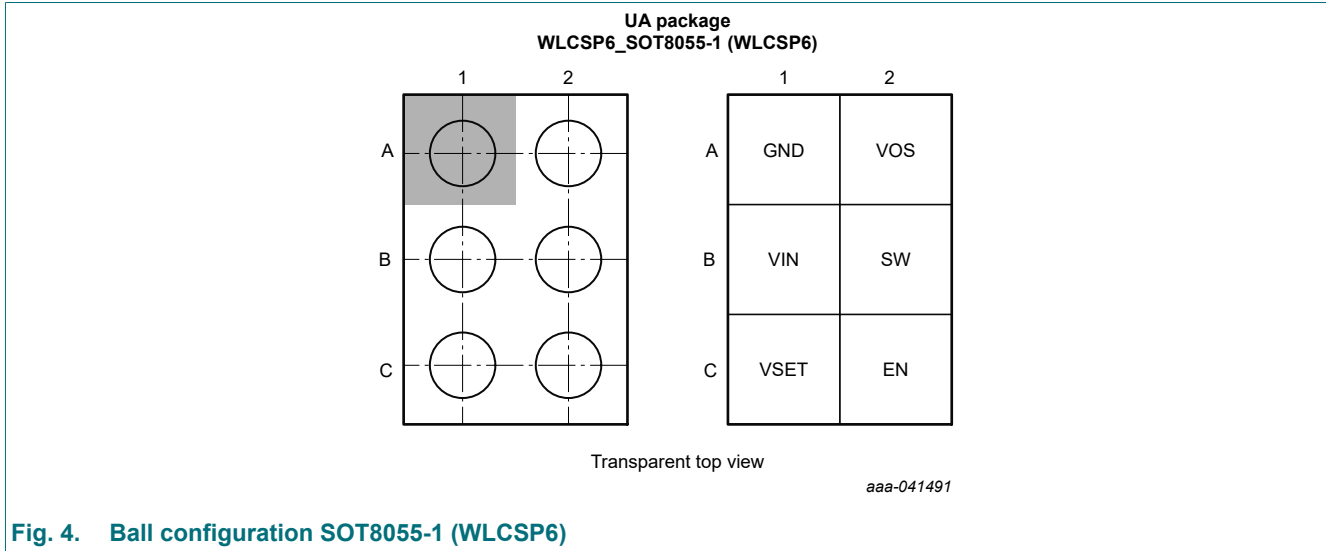 UA package
WLCSP6_SOT8055-1 (WLCSP6)
1 2
A
B
C
1 2
A GND VOS
B VIN SW
C VSET EN
Transparent top view
aaa-041491
Fig. 4. Ball configuration SOT8055-1 (WLCSP6)